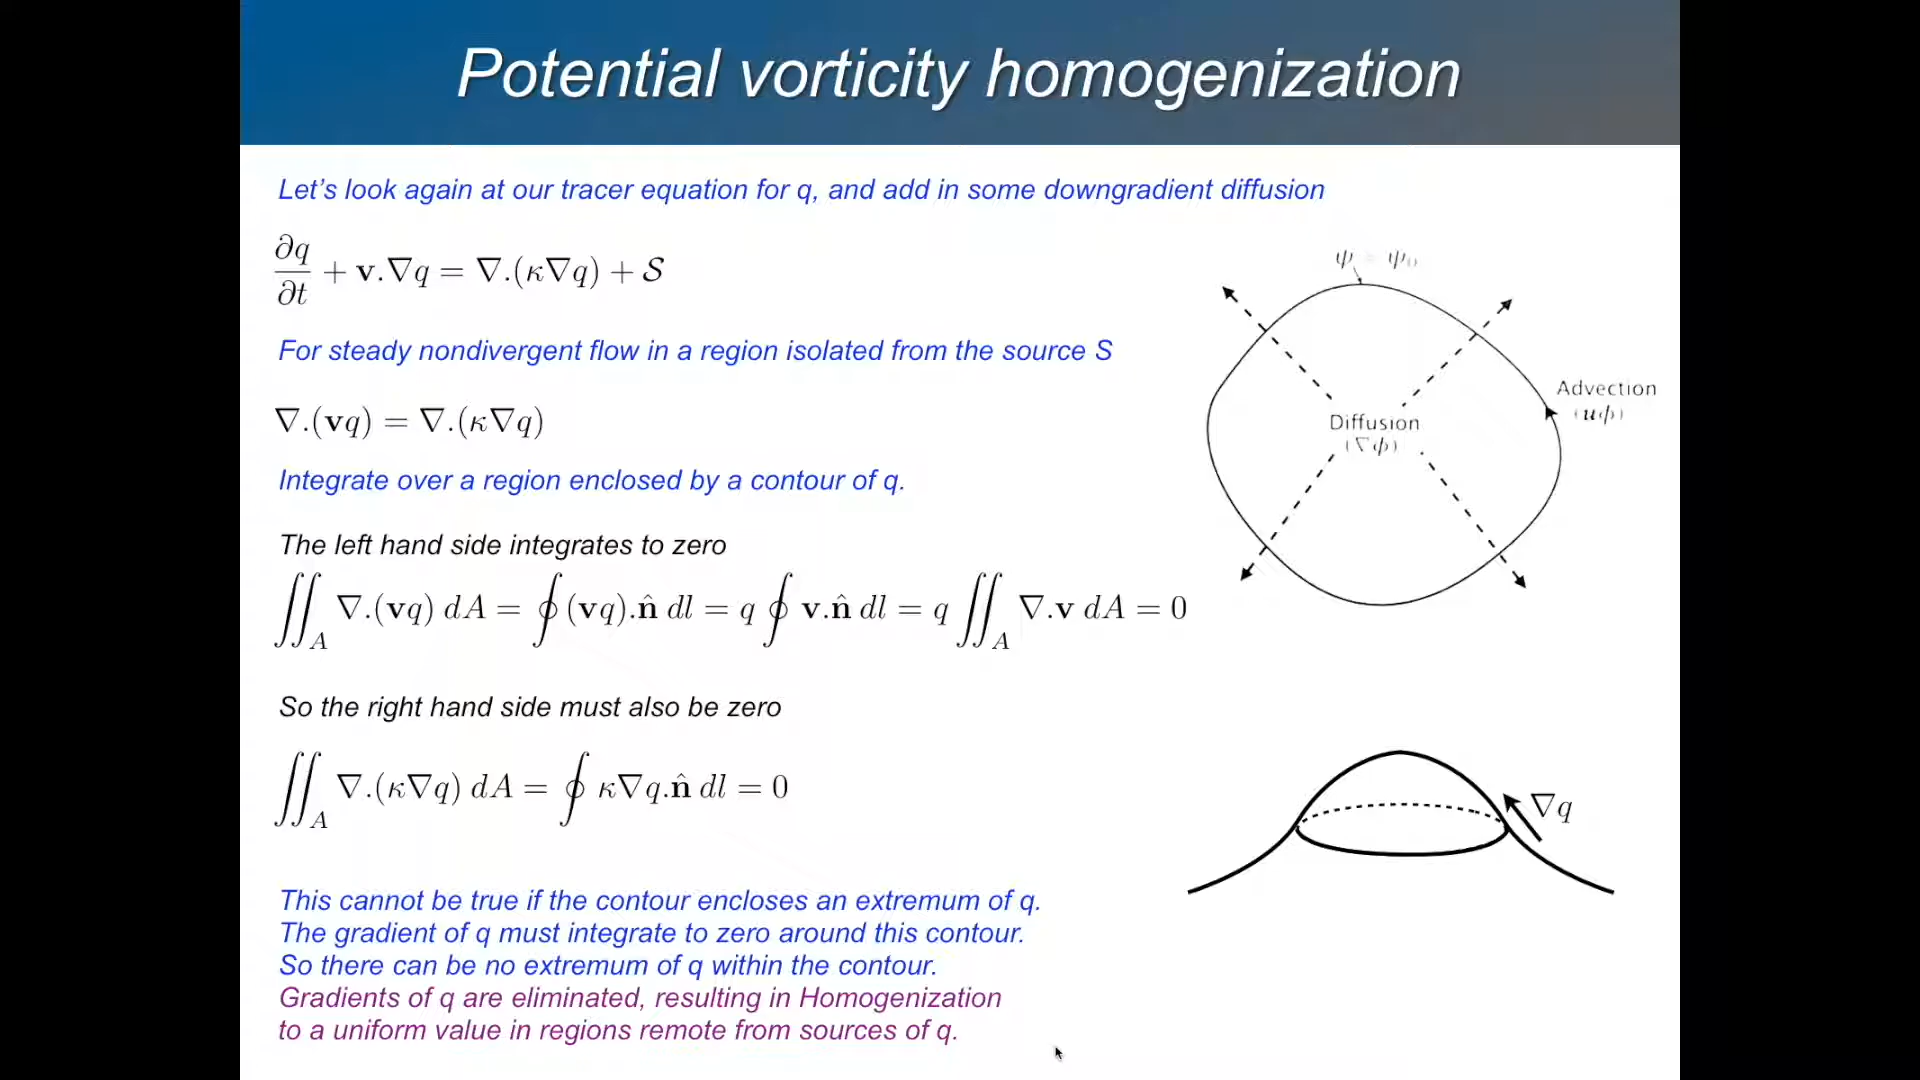 Potential vorticity homogenization
Let's look again at our tracer equation for q, and add in some downgradient diffusion
∂q/∂t + v.∇q = ∇.(κ∇q) + S
For steady nondivergent flow in a region isolated from the source S
∇.(vq) = ∇.(κ∇q)
Integrate over a region enclosed by a contour of q.
The left hand side integrates to zero
∬_A ∇.(vq) dA = ∮ (vq).n̂ dl = q ∮ v.n̂ dl = q ∬_A ∇.v dA = 0
So the right hand side must also be zero
∬_A ∇.(κ∇q) dA = ∮ κ∇q.n̂ dl = 0
This cannot be true if the contour encloses an extremum of q.
The gradient of q must integrate to zero around this contour.
So there can be no extremum of q within the contour.
Gradients of q are eliminated, resulting in Homogenization
to a uniform value in regions remote from sources of q.
ψ = ψ₀
Advection
(uϕ)
Diffusion
(∇ϕ)
∇q